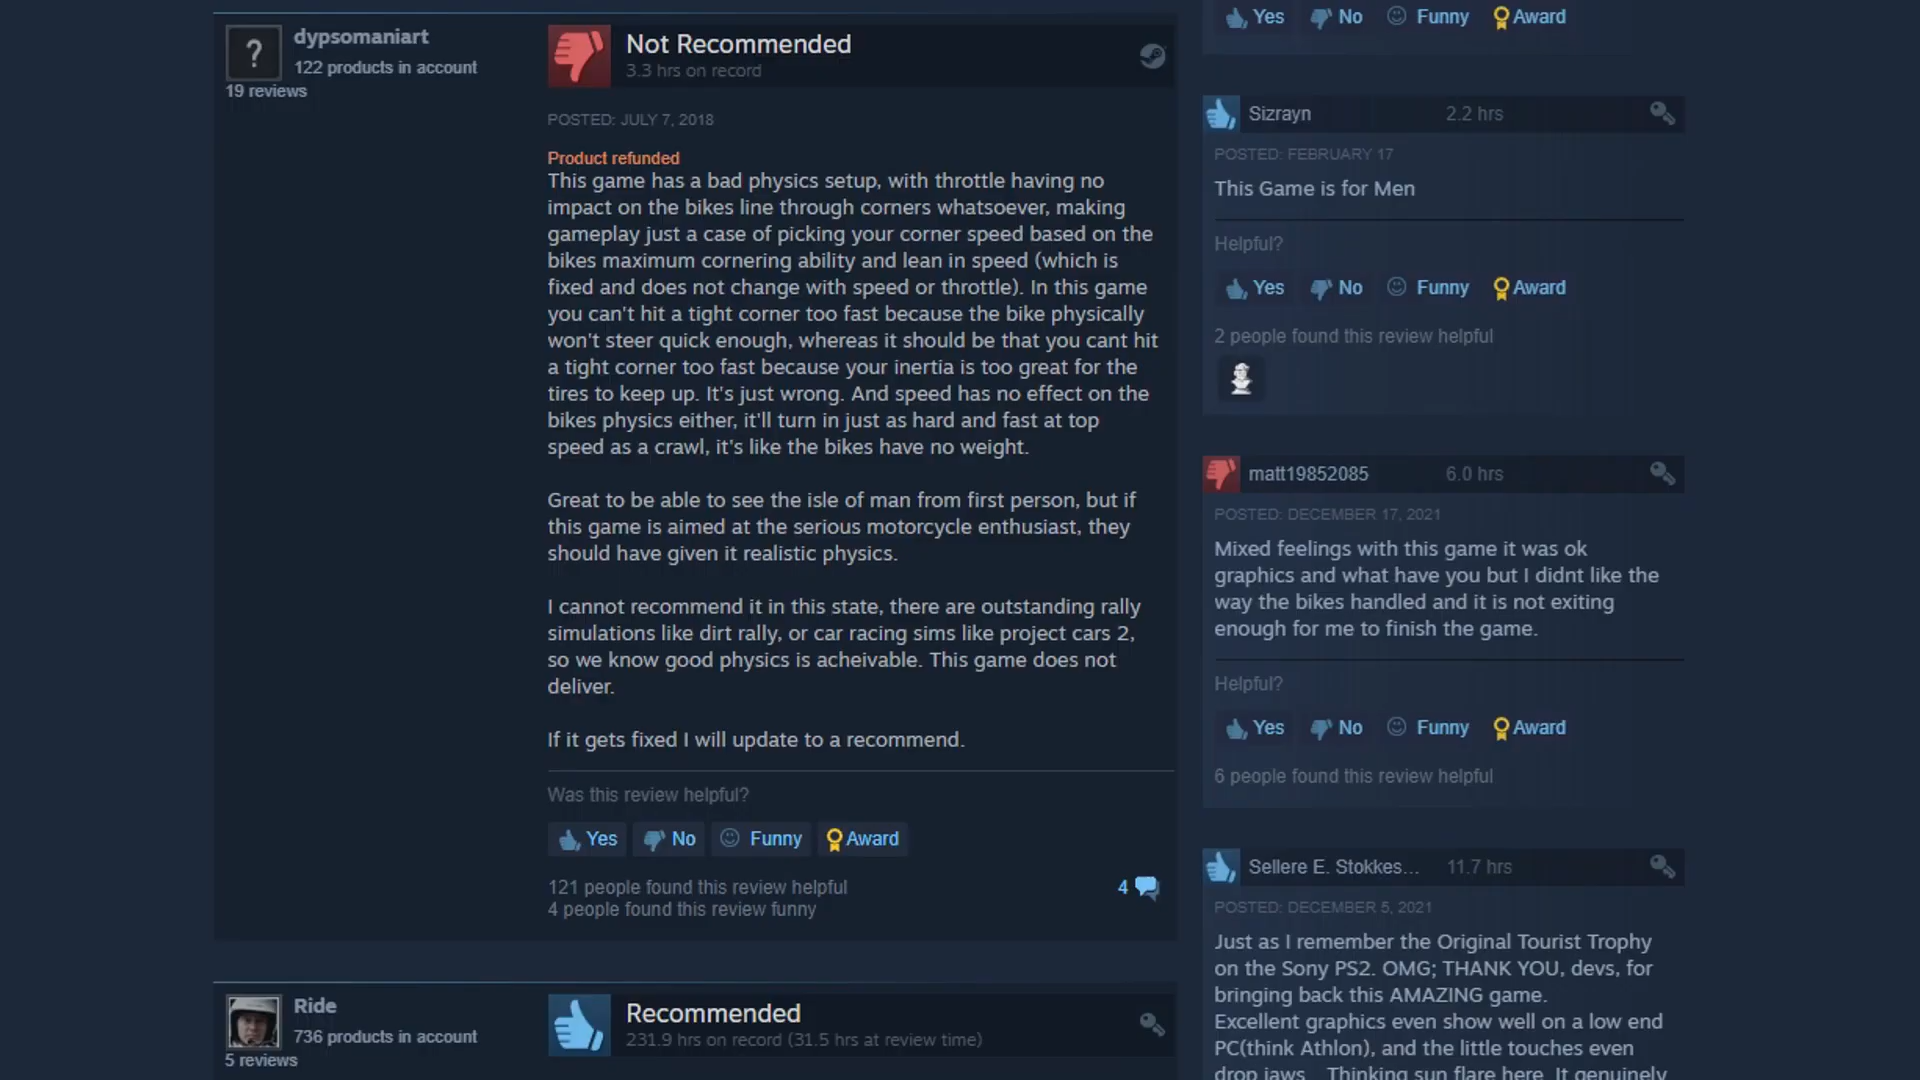 dypsomaniart
122 products in account
19 reviews
Not Recommended
3.3 hrs on record
POSTED: JULY 7, 2018
Product refunded
This game has a bad physics setup, with throttle having no
impact on the bikes line through corners whatsoever, making
gameplay just a case of picking your corner speed based on the
bikes maximum cornering ability and lean in speed (which is
fixed and does not change with speed or throttle). In this game
you can't hit a tight corner too fast because the bike physically
won't steer quick enough, whereas it should be that you cant hit
a tight corner too fast because your inertia is too great for the
tires to keep up. It's just wrong. And speed has no effect on the
bikes physics either, it'll turn in just as hard and fast at top
speed as a crawl, it's like the bikes have no weight.
Great to be able to see the isle of man from first person, but if
this game is aimed at the serious motorcycle enthusiast, they
should have given it realistic physics.
I cannot recommend it in this state, there are outstanding rally
simulations like dirt rally, or car racing sims like project cars 2,
so we know good physics is acheivable. This game does not
deliver.
If it gets fixed I will update to a recommend.
Was this review helpful?
Yes No Funny Award
121 people found this review helpful
4 people found this review funny
4
Ride
736 products in account
5 reviews
Recommended
231.9 hrs on record (31.5 hrs at review time)
Yes No Funny Award
Sizrayn 2.2 hrs
POSTED: FEBRUARY 17
This Game is for Men
Helpful?
Yes No Funny Award
2 people found this review helpful
matt19852085 6.0 hrs
POSTED: DECEMBER 17, 2021
Mixed feelings with this game it was ok
graphics and what have you but I didnt like the
way the bikes handled and it is not exiting
enough for me to finish the game.
Helpful?
Yes No Funny Award
6 people found this review helpful
Sellere E. Stokkes... 11.7 hrs
POSTED: DECEMBER 5, 2021
Just as I remember the Original Tourist Trophy
on the Sony PS2. OMG; THANK YOU, devs, for
bringing back this AMAZING game.
Excellent graphics even show well on a low end
PC(think Athlon), and the little touches even
drop jaws... Thinking sun flare here. It genuinely